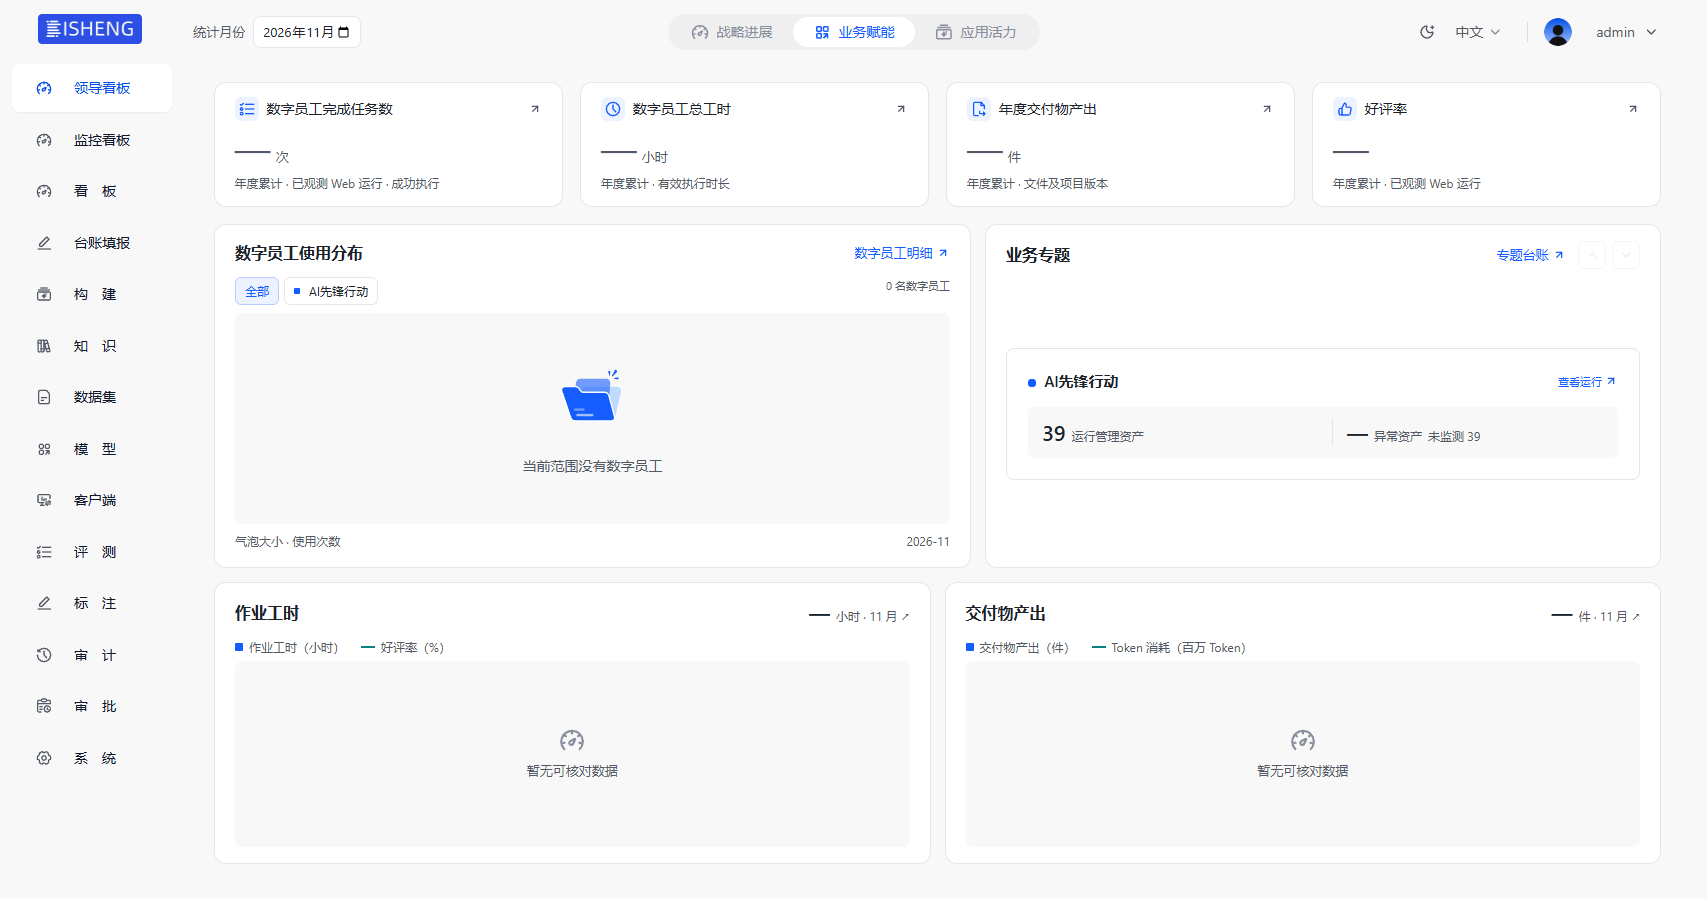 ISHENG
统计月份 2026年11月
战略进展 业务赋能 应用活力
中文 admin
领导看板
监控看板
看 板
台账填报
构 建
知 识
数据集
模 型
客户端
评 测
标 注
审 计
审 批
系 统
数字员工完成任务数
— 次
年度累计 · 已观测 Web 运行 · 成功执行
数字员工总工时
— 小时
年度累计 · 有效执行时长
年度交付物产出
— 件
年度累计 · 文件及项目版本
好评率
—
年度累计 · 已观测 Web 运行
数字员工使用分布 数字员工明细
全部 AI先锋行动 0 名数字员工
当前范围没有数字员工
气泡大小 · 使用次数 2026-11
业务专题 专题台账
AI先锋行动 查看运行
39 运行管理资产 — 异常资产 未监测 39
作业工时 — 小时 · 11 月
作业工时（小时） 好评率（%）
暂无可核对数据
交付物产出 — 件 · 11 月
交付物产出（件） Token 消耗（百万 Token）
暂无可核对数据